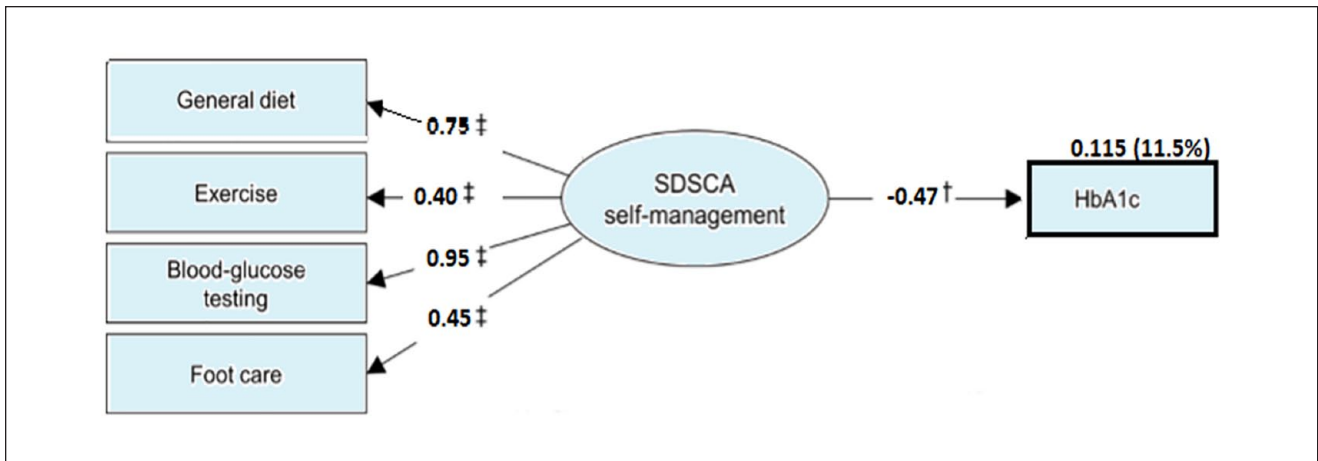 General diet
0.75 ‡
Exercise
0.40 ‡
Blood-glucose
testing
0.95 ‡
Foot care
0.45 ‡
SDSCA
self-management
-0.47 †
0.115 (11.5%)
HbA1c